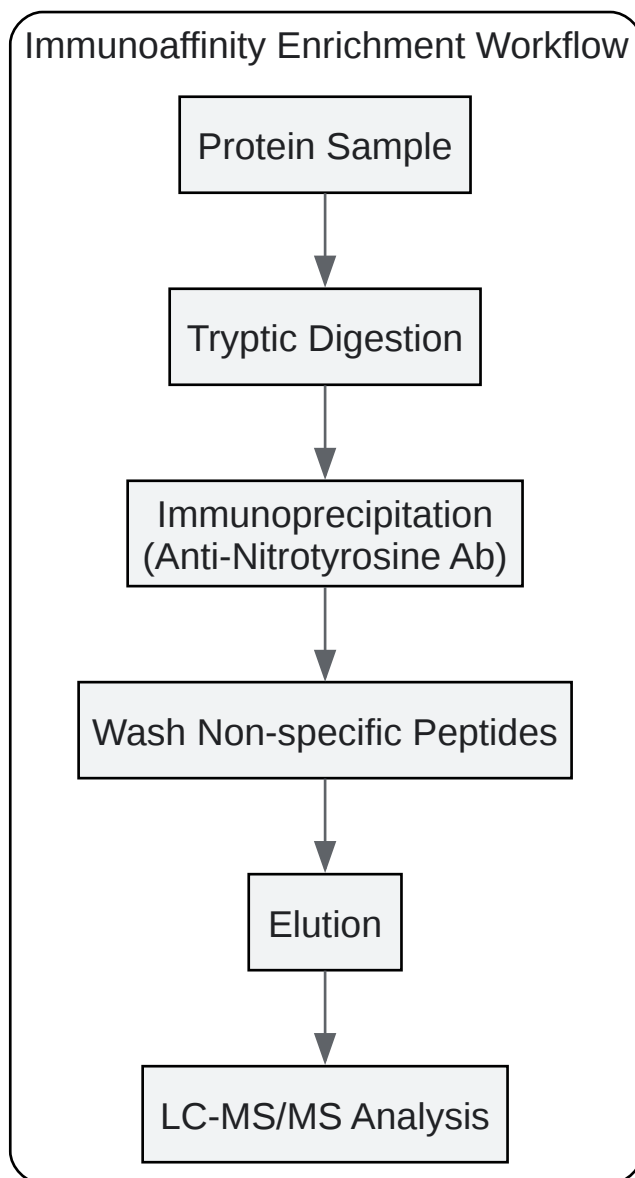 Immunoaffinity Enrichment Workflow
Protein Sample
Tryptic Digestion
Immunoprecipitation
(Anti-Nitrotyrosine Ab)
Wash Non-specific Peptides
Elution
LC-MS/MS Analysis